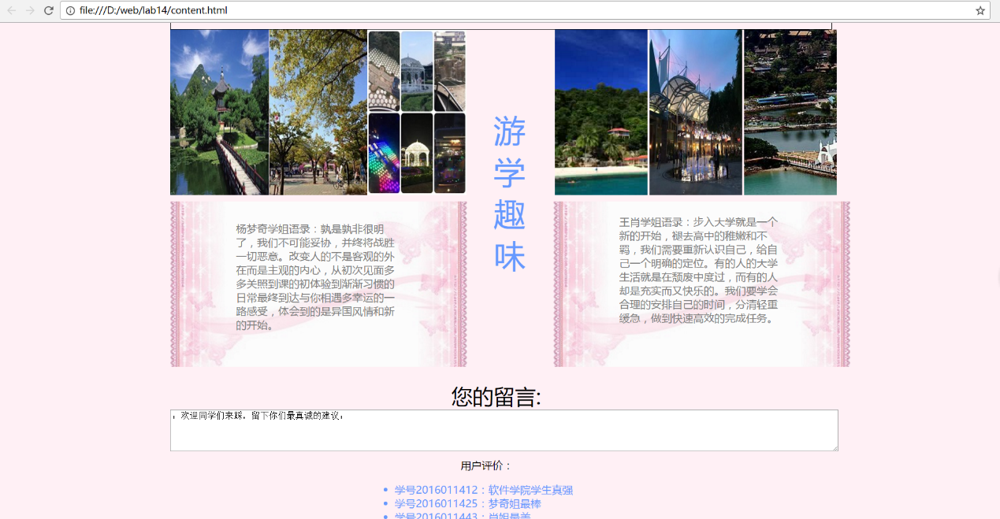 file:///D:/web/lab14/content.html
游
学
趣
味
杨梦奇学姐语录：孰是孰非很明
了，我们不可能妥协，并终将战胜
一切恶意。改变人的不是客观的外
在而是主观的内心，从初次见面多
多关照到课的初体验到渐渐习惯的
日常最终到达与你相遇多幸运的一
路感受，体会到的是异国风情和新
的开始。
王肖学姐语录：步入大学就是一个
新的开始，褪去高中的稚嫩和不
羁，我们需要重新认识自己，给自
己一个明确的定位。有的人的大学
生活就是在颓废中度过，而有的人
却是充实而又快乐的。我们要学会
合理的安排自己的时间，分清轻重
缓急，做到快速高效的完成任务。
您的留言:
；欢迎同学们来踩，留下你们最真诚的建议；
用户评价：
学号2016011412：软件学院学生真强
学号2016011425：梦奇姐最棒
学号2016011443：肖姐最美